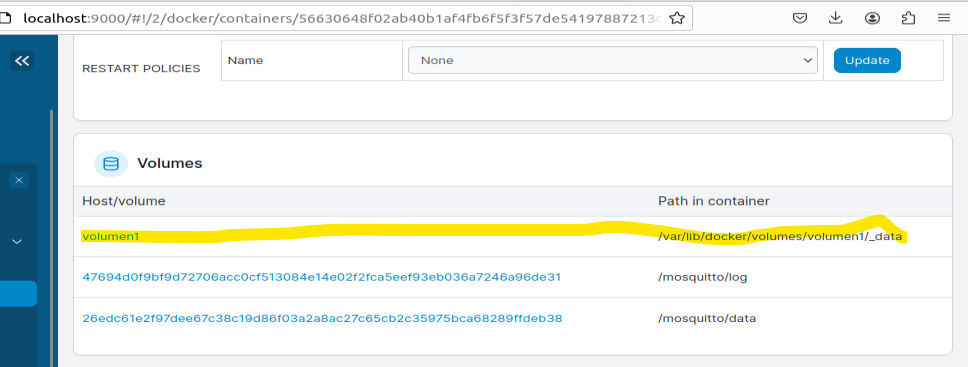 localhost:9000/#!/2/docker/containers/56630648f02ab40b1af4fb6f5f3f57de54197887213c
RESTART POLICIES Name None Update
Volumes
Host/volume Path in container
volumen1 /var/lib/docker/volumes/volumen1/_data
47694d0f9bf9d72706acc0cf513084e14e02f2fca5eef93eb036a7246a96de31 /mosquitto/log
26edc61e2f97dee67c38c19d86f03a2a8ac27c65cb2c35975bca68289ffdeb38 /mosquitto/data